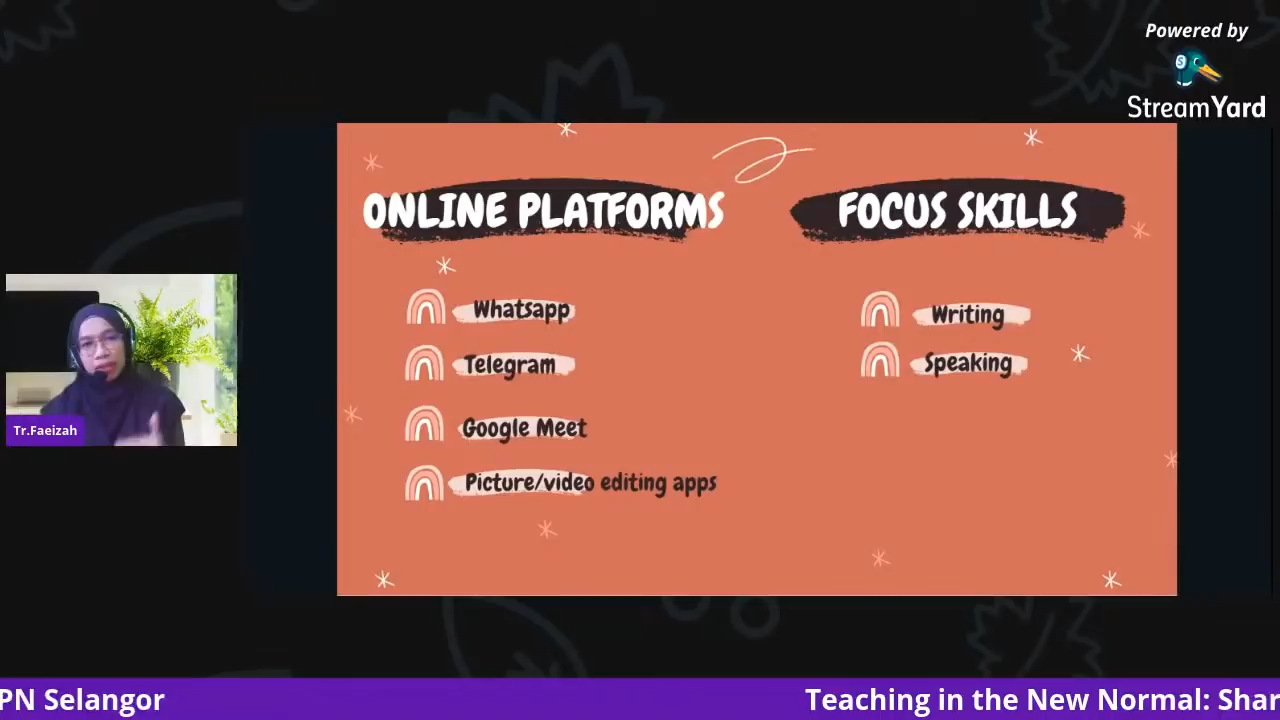 Powered by
StreamYard
ONLINE PLATFORMS
Whatsapp
Telegram
Google Meet
Picture/video editing apps
FOCUS SKILLS
Writing
Speaking
Tr.Faeizah
PN Selangor
Teaching in the New Normal: Shar